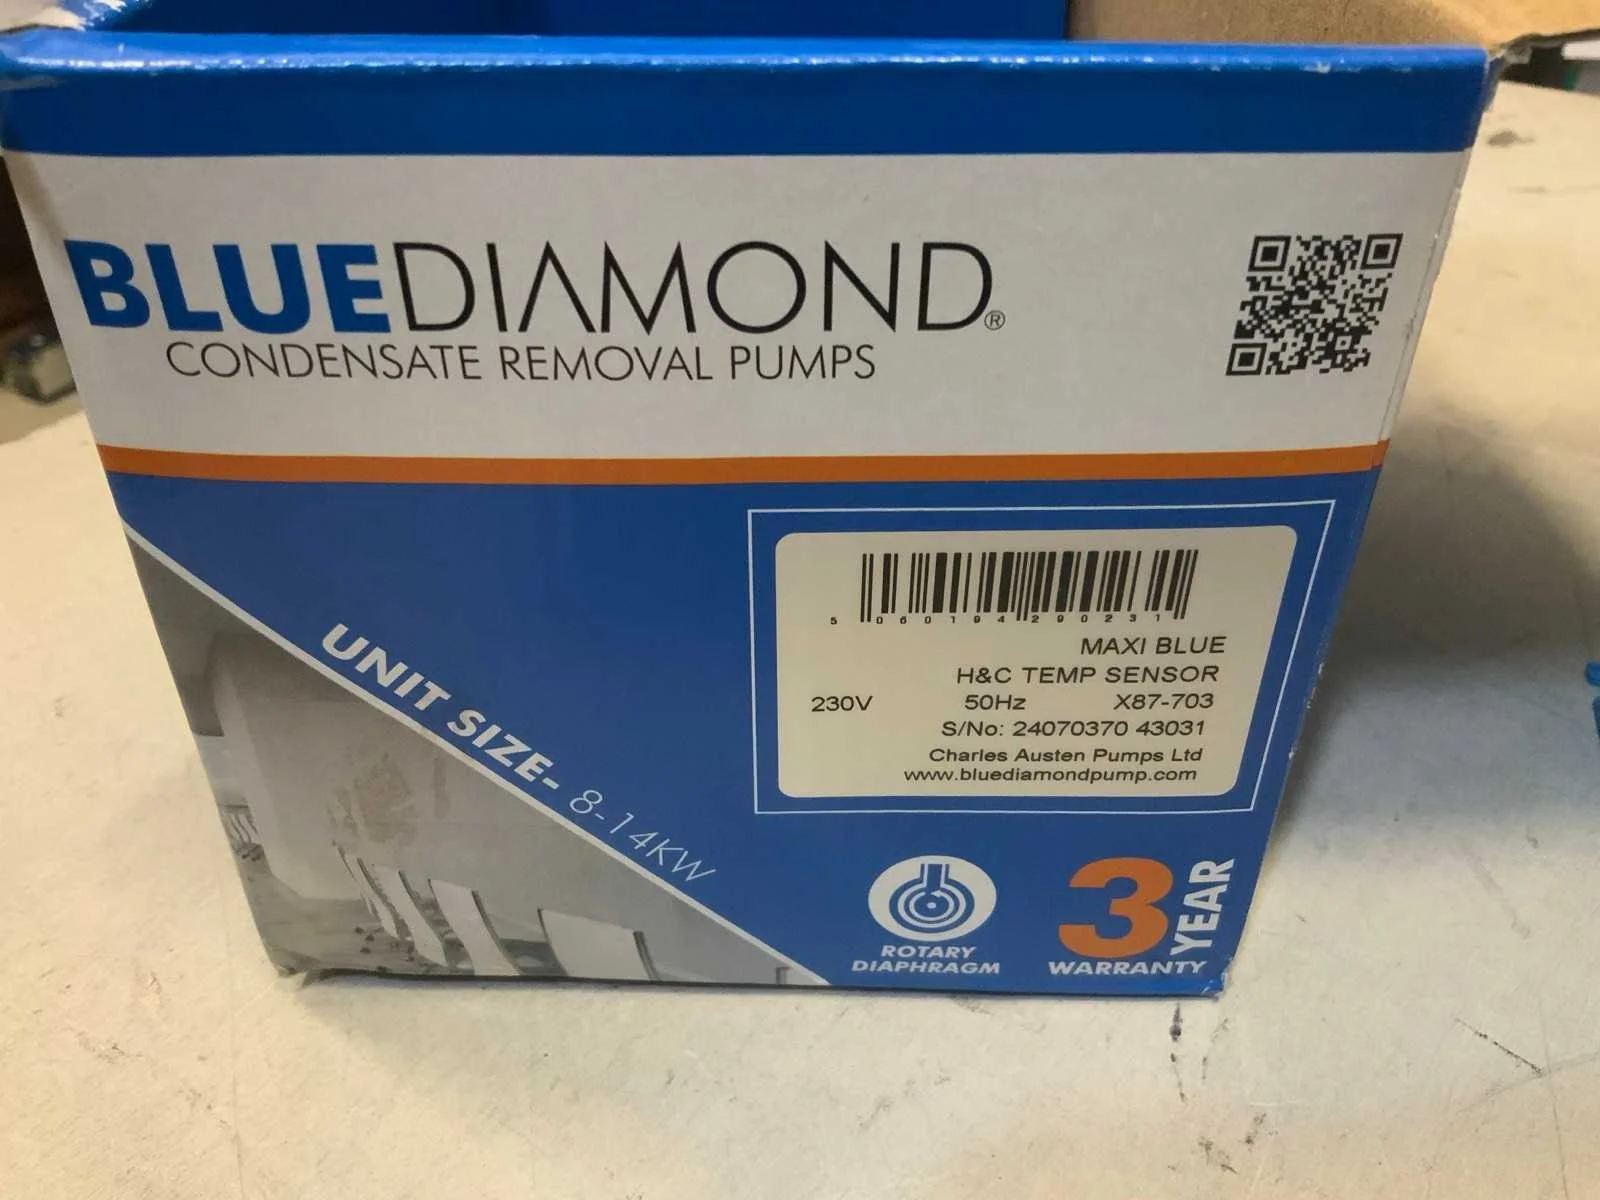 BLUEDIAMOND®
CONDENSATE REMOVAL PUMPS
UNIT SIZE- 8-14KW
5 060194 290231
MAXI BLUE
H&C TEMP SENSOR
230V 50Hz X87-703
S/No: 24070370 43031
Charles Austen Pumps Ltd
www.bluediamondpump.com
ROTARY
DIAPHRAGM
3 YEAR
WARRANTY